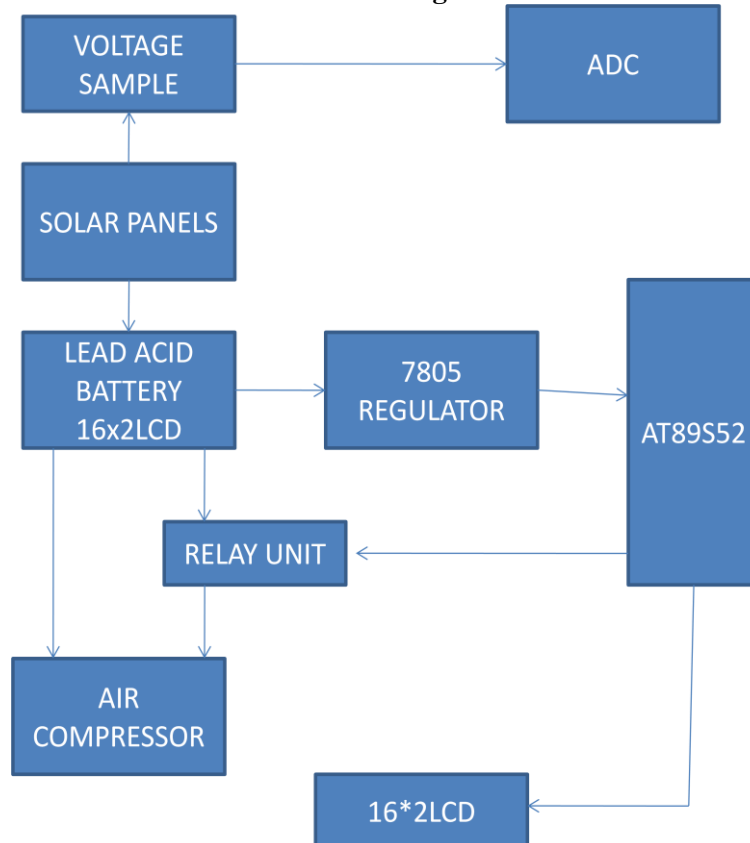 VOLTAGE
SAMPLE
ADC
SOLAR PANELS
LEAD ACID
BATTERY
16x2LCD
7805
REGULATOR
AT89S52
RELAY UNIT
AIR
COMPRESSOR
16*2LCD